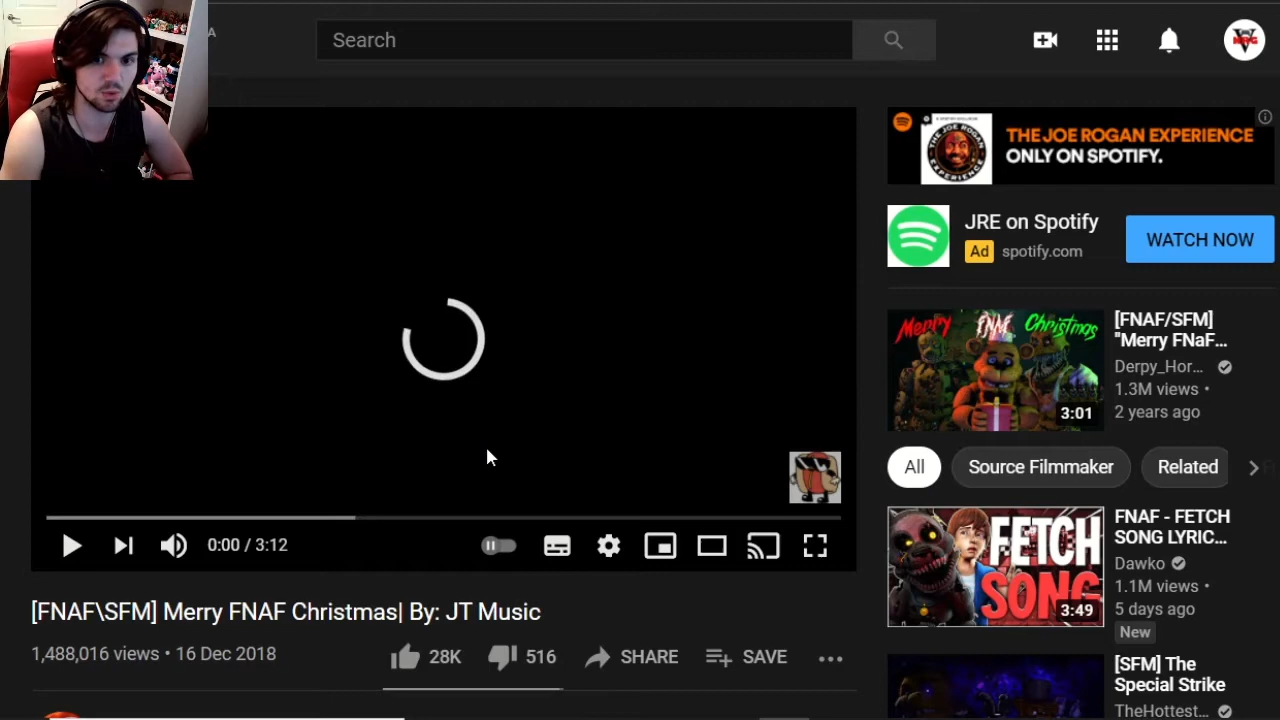 A
Search
THE JOE ROGAN EXPERIENCE
ONLY ON SPOTIFY.
JRE on Spotify
Ad spotify.com
WATCH NOW
Merry FNAF Christmas
3:01
[FNAF/SFM]
"Merry FNaF...
Derpy_Hor...
1.3M views •
2 years ago
All
Source Filmmaker
Related
FETCH
SONG
3:49
FNAF - FETCH
SONG LYRIC...
Dawko
1.1M views •
5 days ago
New
[SFM] The
Special Strike
TheHottest...
0:00 / 3:12
[FNAF\SFM] Merry FNAF Christmas| By: JT Music
1,488,016 views • 16 Dec 2018
28K
516
SHARE
SAVE